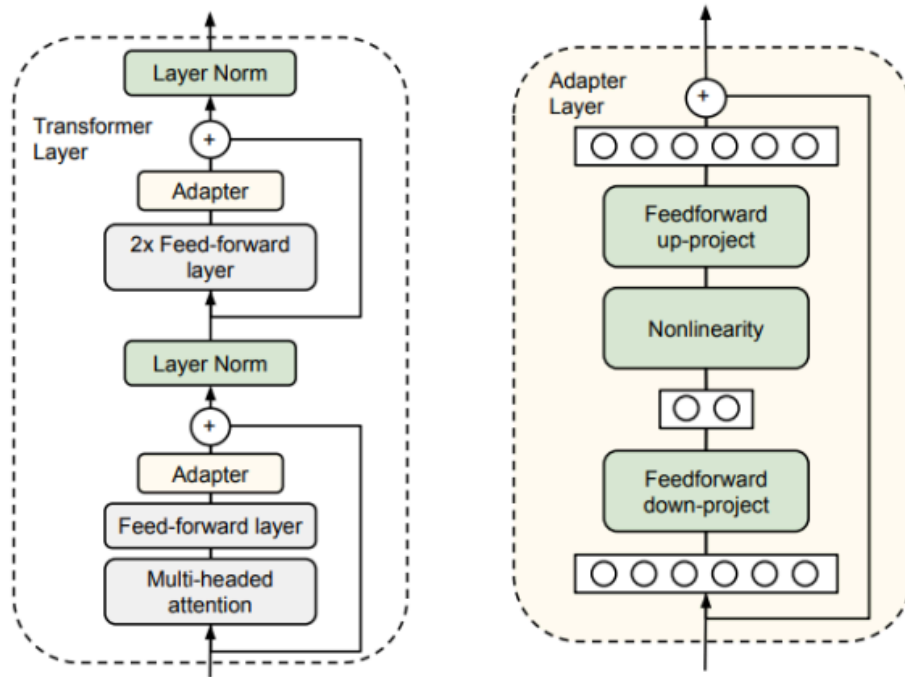 Layer Norm
Transformer
Layer
+
Adapter
2x Feed-forward
layer
Layer Norm
+
Adapter
Feed-forward layer
Multi-headed
attention
Adapter
Layer
+
Feedforward
up-project
Nonlinearity
Feedforward
down-project